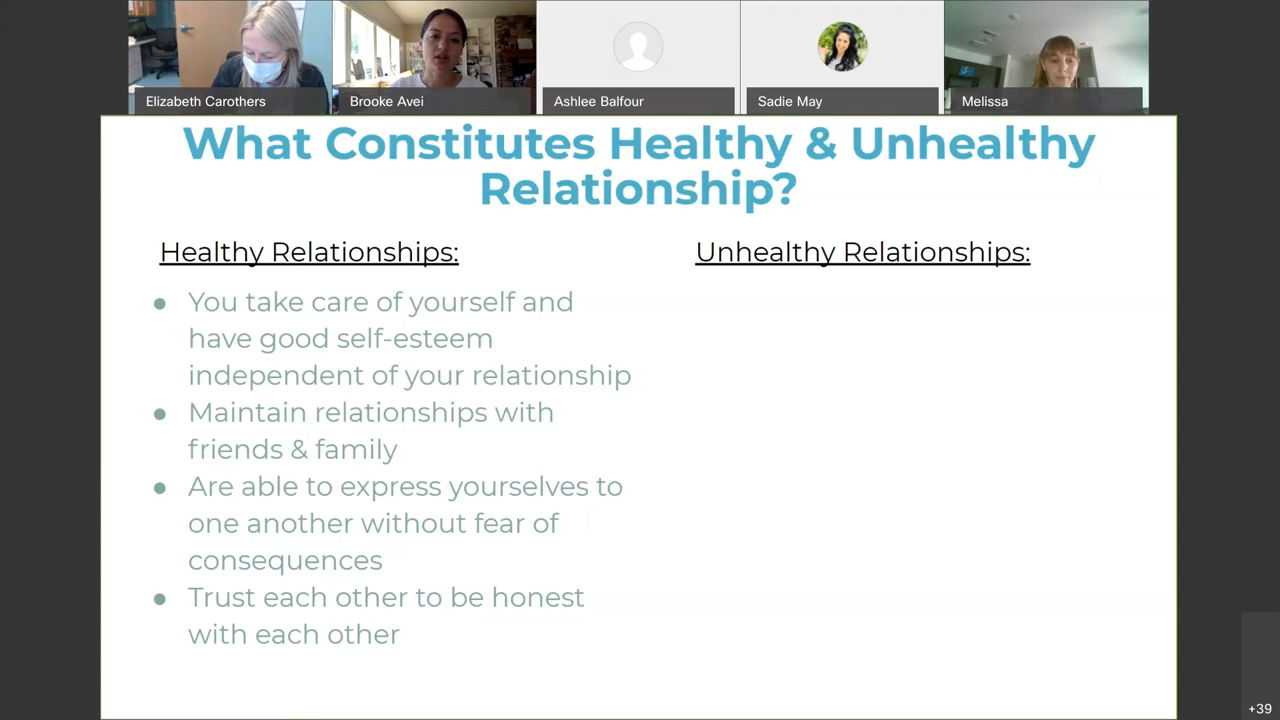 Elizabeth Carothers
Brooke Avei
Ashlee Balfour
Sadie May
Melissa
What Constitutes Healthy & Unhealthy
Relationship?
Healthy Relationships:
● You take care of yourself and
have good self-esteem
independent of your relationship
● Maintain relationships with
friends & family
● Are able to express yourselves to
one another without fear of
consequences
● Trust each other to be honest
with each other
Unhealthy Relationships:
+39